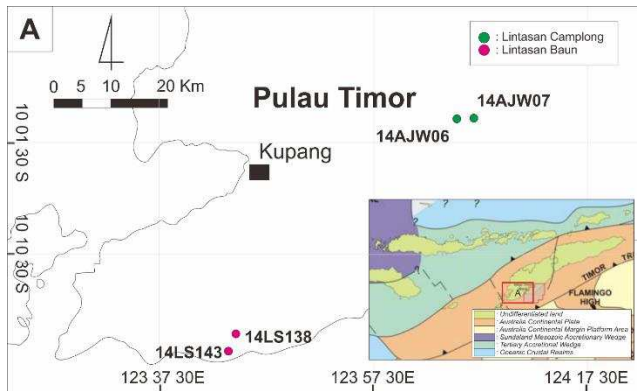 A
: Lintasan Camplong
: Lintasan Baun
0 5 10 20 Km
Pulau Timor
14AJW07
14AJW06
10 01 30 S
Kupang
10 10 30 S
14LS138
14LS143
?
?
?
?
A
TIMOR
FLAMINGO
HIGH
: Undifferentiated land
: Australia Continental Plate
: Australia Continental Margin Platform Area
: Sundaland Mesozoic Accretionary Wedge
: Tertiary Accretional Wedge
: Oceanic Crustal Realms
123 37 30E
123 57 30E
124 17 30E